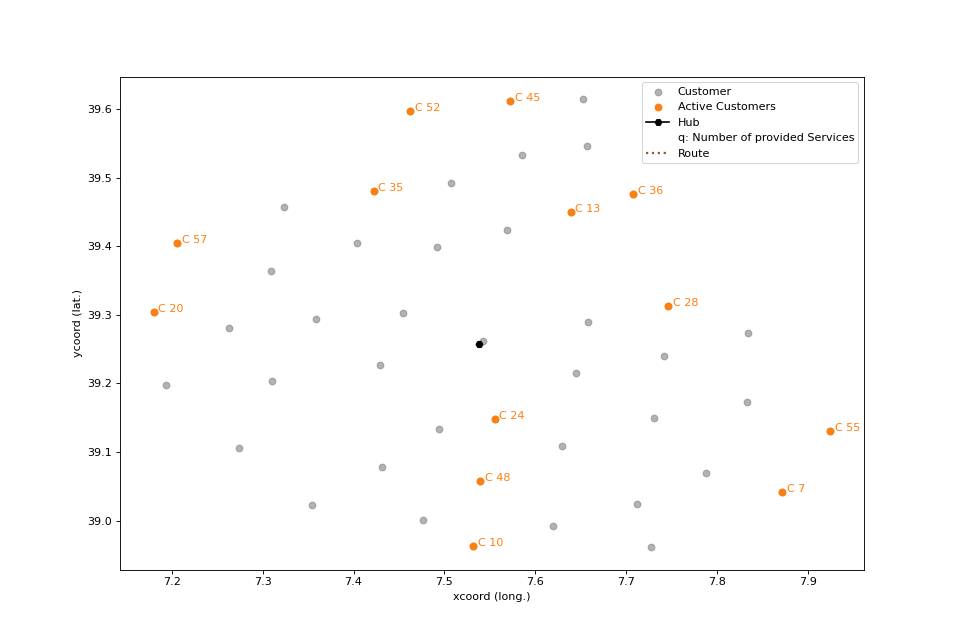 Customer
Active Customers
Hub
q: Number of provided Services
Route
C 52
C 45
C 35
C 36
C 13
C 57
C 20
C 28
C 24
C 55
C 48
C 7
C 10
39.6
39.5
39.4
39.3
39.2
39.1
39.0
ycoord (lat.)
7.2 7.3 7.4 7.5 7.6 7.7 7.8 7.9
xcoord (long.)